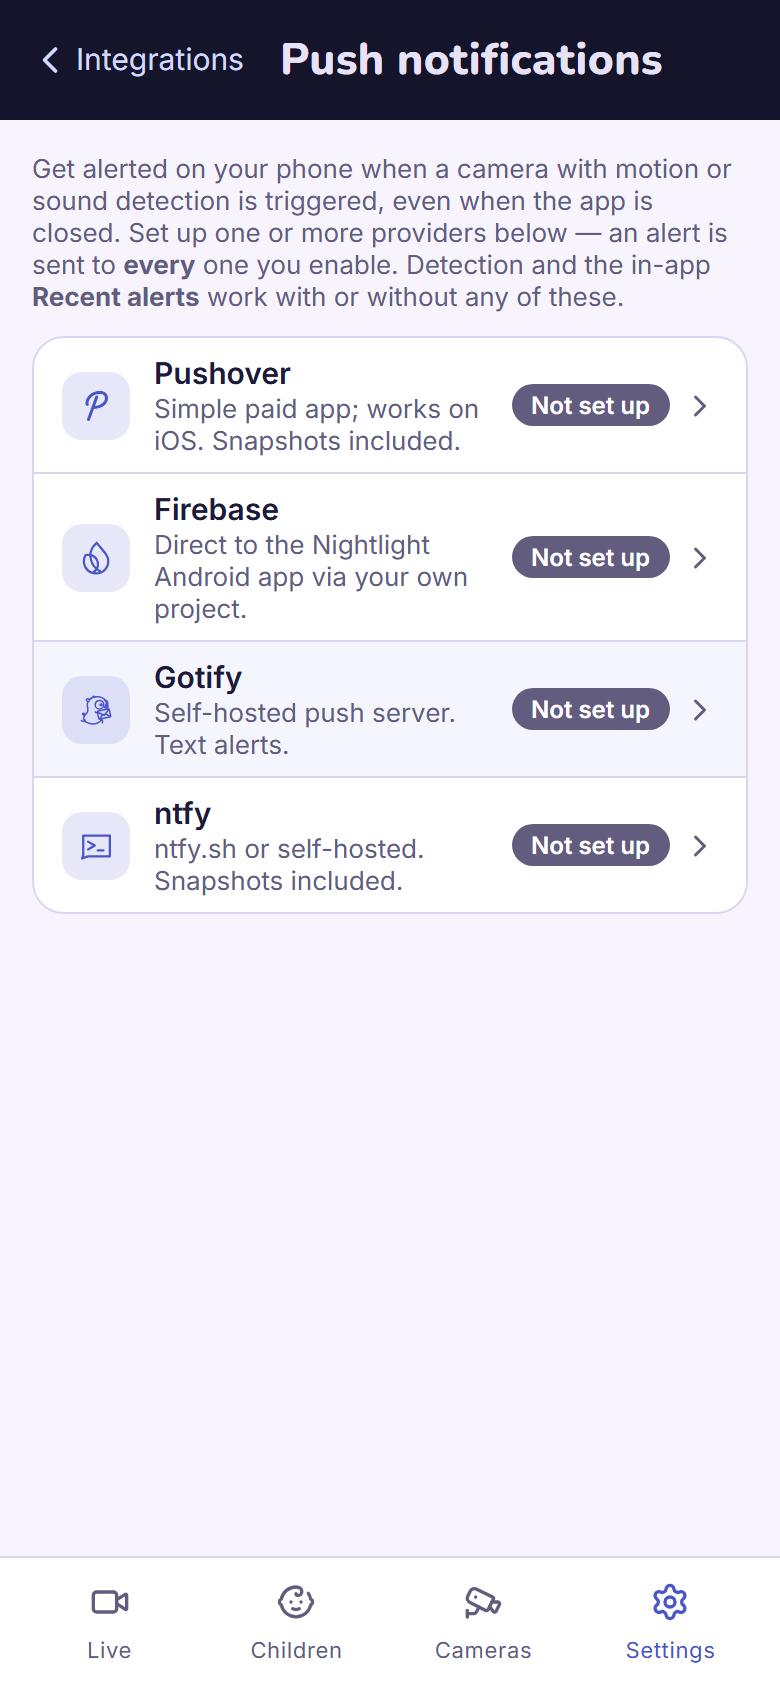 Integrations
Push notifications
Get alerted on your phone when a camera with motion or
sound detection is triggered, even when the app is
closed. Set up one or more providers below — an alert is
sent to every one you enable. Detection and the in-app
Recent alerts work with or without any of these.
Pushover
Simple paid app; works on
iOS. Snapshots included.
Not set up
Firebase
Direct to the Nightlight
Android app via your own
project.
Not set up
Gotify
Self-hosted push server.
Text alerts.
Not set up
ntfy
ntfy.sh or self-hosted.
Snapshots included.
Not set up
Live
Children
Cameras
Settings